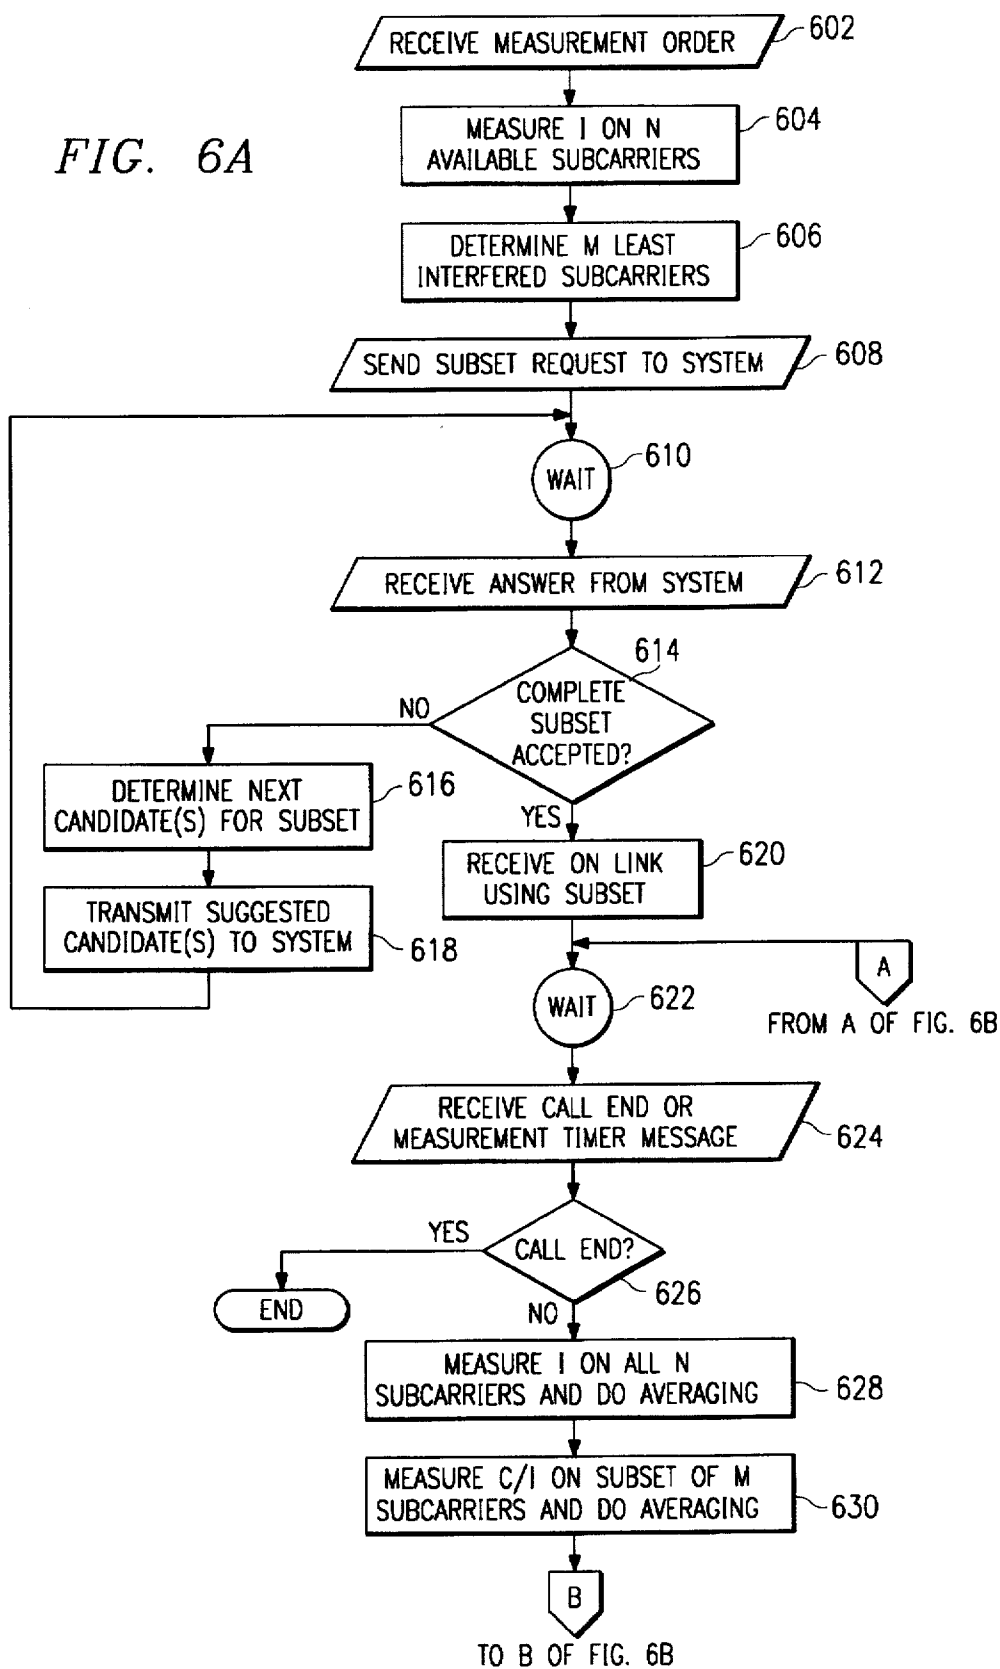 RECEIVE MEASUREMENT ORDER
602
FIG. 6A
MEASURE I ON N
AVAILABLE SUBCARRIERS
604
DETERMINE M LEAST
INTERFERED SUBCARRIERS
606
SEND SUBSET REQUEST TO SYSTEM
608
WAIT
610
RECEIVE ANSWER FROM SYSTEM
612
614
COMPLETE
SUBSET
ACCEPTED?
NO
YES
DETERMINE NEXT
CANDIDATE(S) FOR SUBSET
616
TRANSMIT SUGGESTED
CANDIDATE(S) TO SYSTEM
618
RECEIVE ON LINK
USING SUBSET
620
A
FROM A OF FIG. 6B
WAIT
622
RECEIVE CALL END OR
MEASUREMENT TIMER MESSAGE
624
CALL END?
626
YES
END
NO
MEASURE I ON ALL N
SUBCARRIERS AND DO AVERAGING
628
MEASURE C/I ON SUBSET OF M
SUBCARRIERS AND DO AVERAGING
630
B
TO B OF FIG. 6B